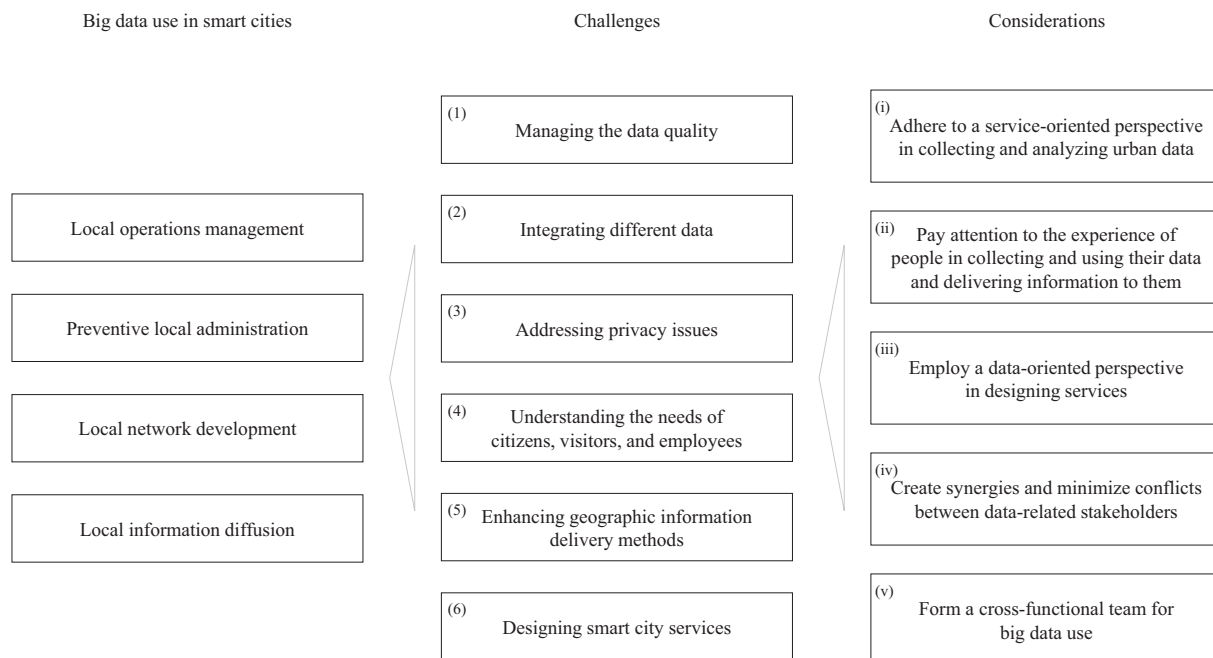 Big data use in smart cities
Challenges
Considerations
Local operations management
Preventive local administration
Local network development
Local information diffusion
(1)
Managing the data quality
(2)
Integrating different data
(3)
Addressing privacy issues
(4)
Understanding the needs of
citizens, visitors, and employees
(5)
Enhancing geographic information
delivery methods
(6)
Designing smart city services
(i)
Adhere to a service-oriented perspective
in collecting and analyzing urban data
(ii)
Pay attention to the experience of
people in collecting and using their data
and delivering information to them
(iii)
Employ a data-oriented perspective
in designing services
(iv)
Create synergies and minimize conflicts
between data-related stakeholders
(v)
Form a cross-functional team for
big data use